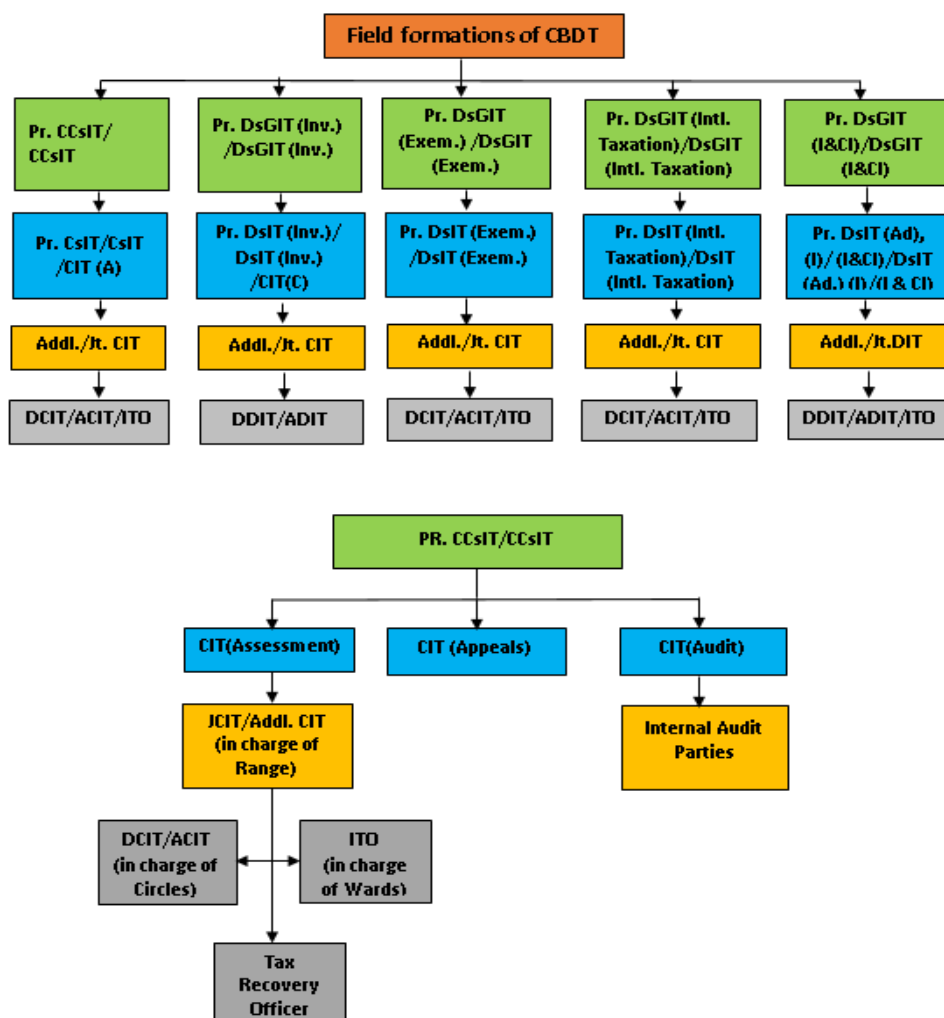 Field formations of CBDT
Pr. CCsIT/
CCsIT
Pr. DsGIT (Inv.)
/DsGIT (Inv.)
Pr. DsGIT
(Exem.) /DsGIT
(Exem.)
Pr. DsGIT (Intl.
Taxation)/DsGIT
(Intl. Taxation)
Pr. DsGIT
(I&CI)/DsGIT
(I&CI)
Pr. CsIT/CsIT
/CIT (A)
Pr. DsIT (Inv.)/
DsIT (Inv.)
/CIT(C)
Pr. DsIT (Exem.)
/DsIT (Exem.)
Pr. DsIT (Intl.
Taxation)/DsIT
(Intl. Taxation)
Pr. DsIT (Ad),
(I)/ (I&CI)/DsIT
(Ad.) (I)/(I & CI)
Addl./Jt. CIT
Addl./Jt. CIT
Addl./Jt. CIT
Addl./Jt. CIT
Addl./Jt.DIT
DCIT/ACIT/ITO
DDIT/ADIT
DCIT/ACIT/ITO
DCIT/ACIT/ITO
DDIT/ADIT/ITO
PR. CCsIT/CCsIT
CIT(Assessment)
CIT (Appeals)
CIT(Audit)
JCIT/Addl. CIT
(in charge of
Range)
Internal Audit
Parties
DCIT/ACIT
(in charge of
Circles)
ITO
(in charge
of Wards)
Tax
Recovery
Officer